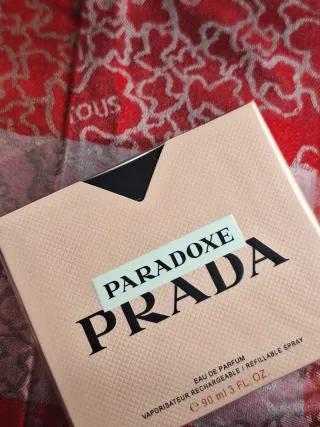 TOUS
PARADOXE
PRADA
EAU DE PARFUM
VAPORISATEUR RECHARGEABLE / REFILLABLE SPRAY
℮ 90 ml 3 FL. OZ.